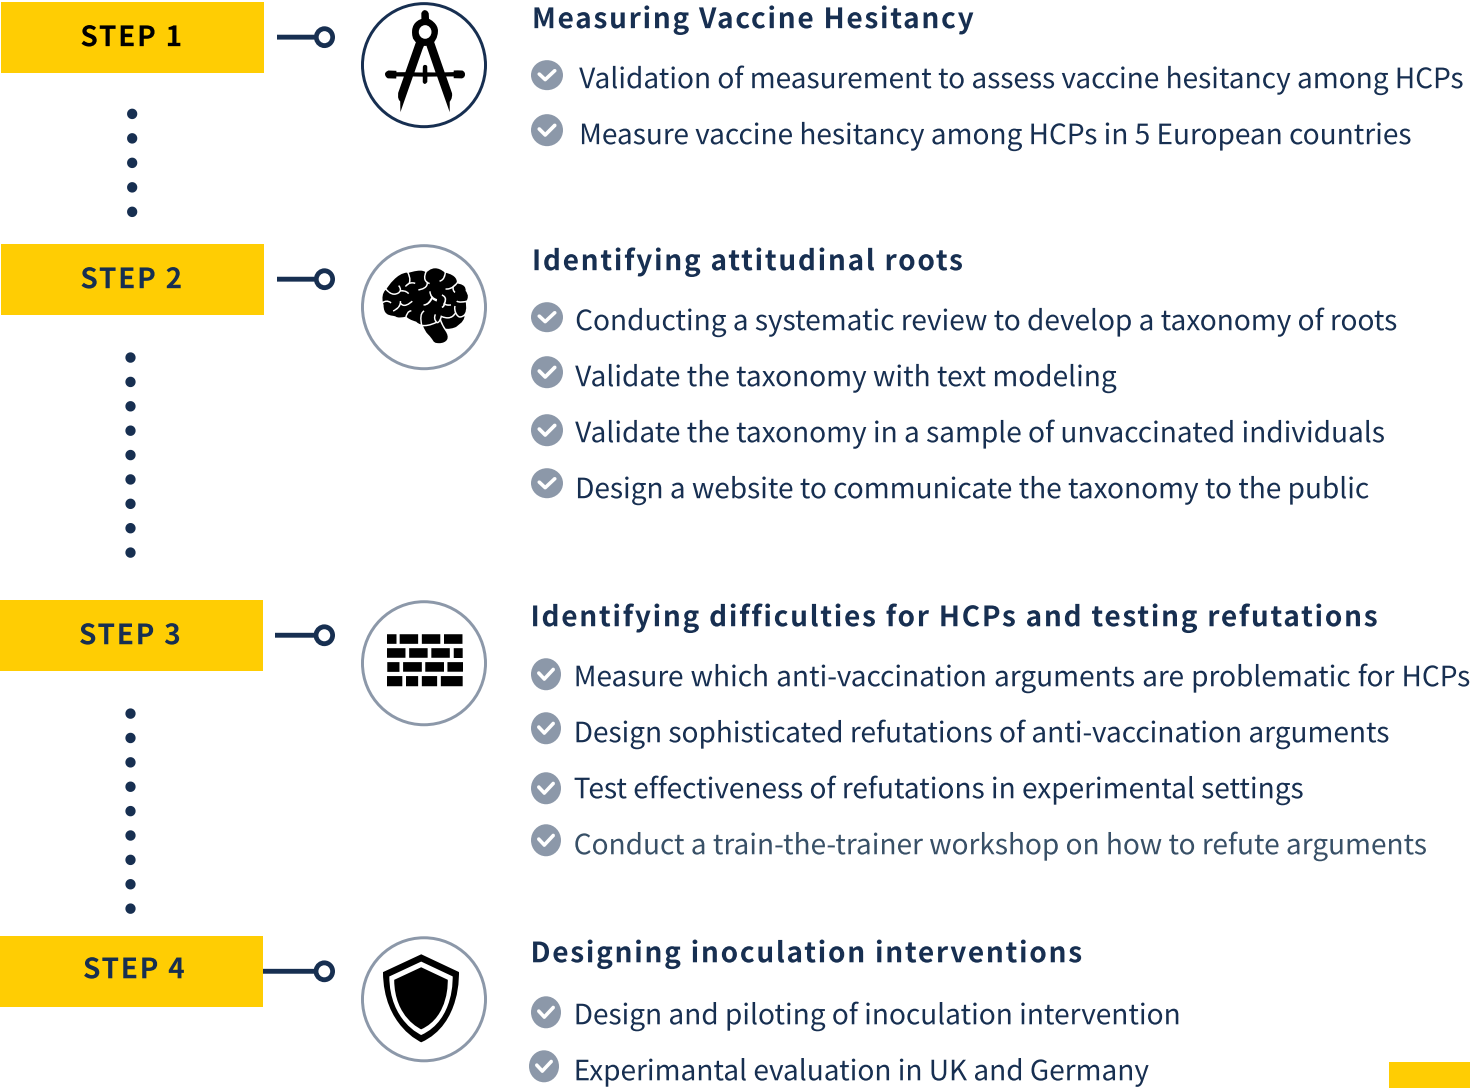 STEP 1
Measuring Vaccine Hesitancy
Validation of measurement to assess vaccine hesitancy among HCPs
Measure vaccine hesitancy among HCPs in 5 European countries
STEP 2
Identifying attitudinal roots
Conducting a systematic review to develop a taxonomy of roots
Validate the taxonomy with text modeling
Validate the taxonomy in a sample of unvaccinated individuals
Design a website to communicate the taxonomy to the public
STEP 3
Identifying difficulties for HCPs and testing refutations
Measure which anti-vaccination arguments are problematic for HCPs
Design sophisticated refutations of anti-vaccination arguments
Test effectiveness of refutations in experimental settings
Conduct a train-the-trainer workshop on how to refute arguments
STEP 4
Designing inoculation interventions
Design and piloting of inoculation intervention
Experimantal evaluation in UK and Germany